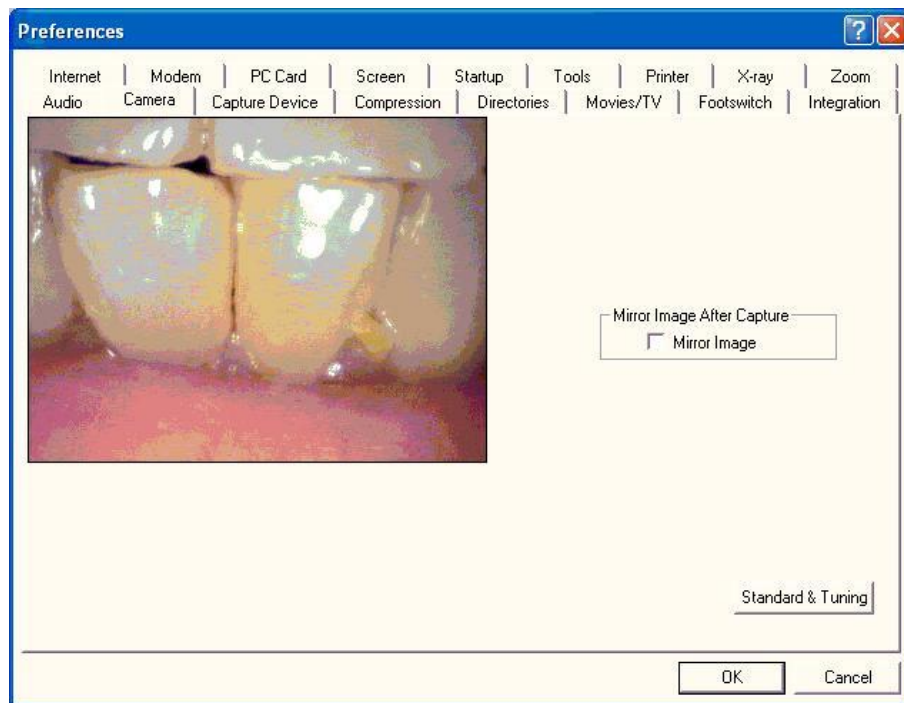 Preferences
Internet Modem PC Card Screen Startup Tools Printer X-ray Zoom
Audio Camera Capture Device Compression Directories Movies/TV Footswitch Integration
Mirror Image After Capture
Mirror Image
Standard & Tuning
OK Cancel